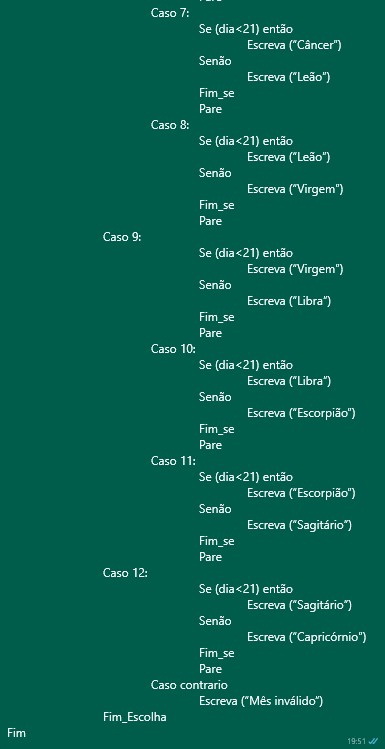 Caso 7:
Se (dia<21) então
Escreva (“Câncer”)
Senão
Escreva (“Leão”)
Fim_se
Pare
Caso 8:
Se (dia<21) então
Escreva (“Leão”)
Senão
Escreva (“Virgem”)
Fim_se
Pare
Caso 9:
Se (dia<21) então
Escreva (“Virgem”)
Senão
Escreva (“Libra”)
Fim_se
Pare
Caso 10:
Se (dia<21) então
Escreva (“Libra”)
Senão
Escreva (“Escorpião”)
Fim_se
Pare
Caso 11:
Se (dia<21) então
Escreva (“Escorpião”)
Senão
Escreva (“Sagitário”)
Fim_se
Pare
Caso 12:
Se (dia<21) então
Escreva (“Sagitário”)
Senão
Escreva (“Capricórnio”)
Fim_se
Pare
Caso contrario
Escreva (“Mês inválido”)
Fim_Escolha
Fim
19:51